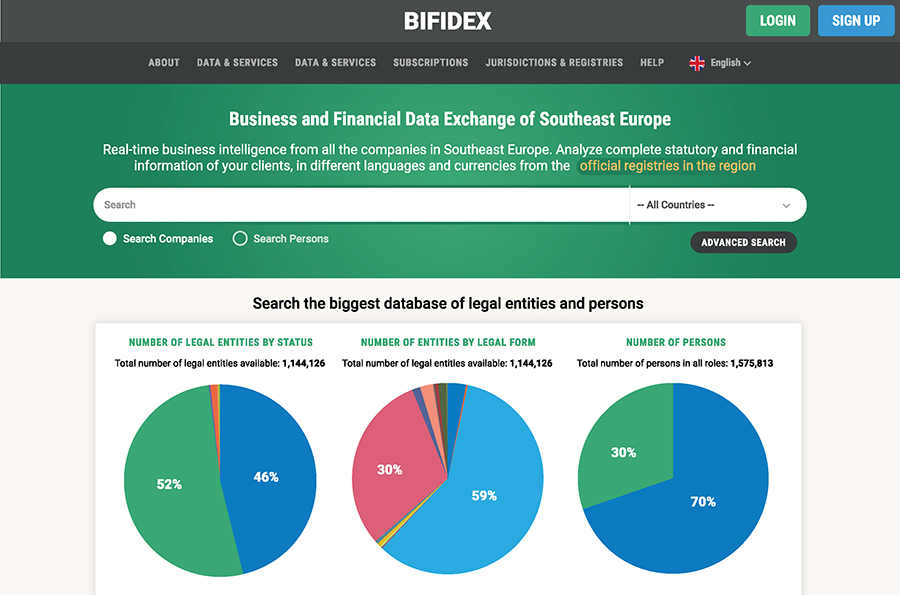 BIFIDEX
LOGIN
SIGN UP
ABOUT
DATA & SERVICES
DATA & SERVICES
SUBSCRIPTIONS
JURISDICTIONS & REGISTRIES
HELP
English
Business and Financial Data Exchange of Southeast Europe
Real-time business intelligence from all the companies in Southeast Europe. Analyze complete statutory and financial
information of your clients, in different languages and currencies from the official registries in the region
Search
-- All Countries --
Search Companies
Search Persons
ADVANCED SEARCH
Search the biggest database of legal entities and persons
NUMBER OF LEGAL ENTITIES BY STATUS
Total number of legal entities available: 1,144,126
52%
46%
NUMBER OF ENTITIES BY LEGAL FORM
Total number of legal entities available: 1,144,126
30%
59%
NUMBER OF PERSONS
Total number of persons in all roles: 1,575,813
30%
70%